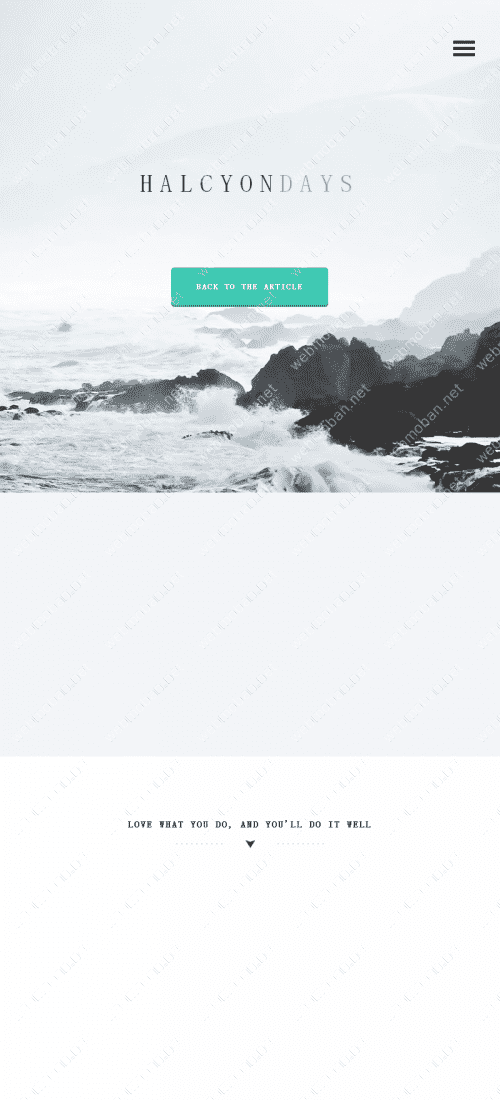 HALCYONDAYS
BACK TO THE ARTICLE
webmoban.net
LOVE WHAT YOU DO, AND YOU'LL DO IT WELL